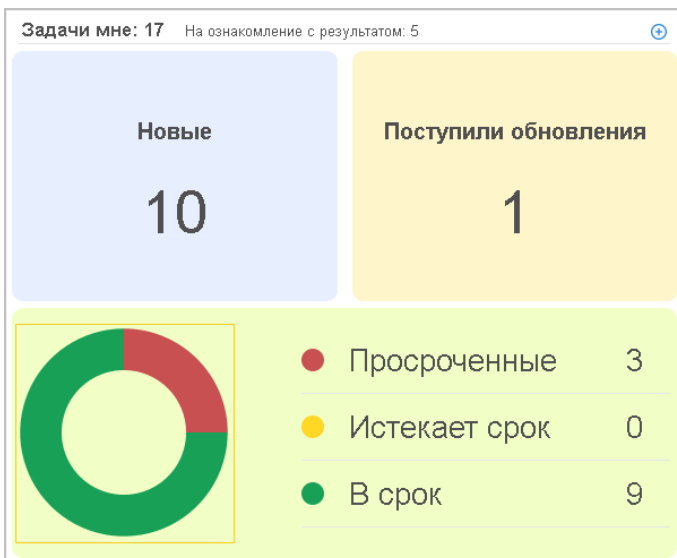 Задачи мне: 17 На ознакомление с результатом: 5
Новые
10
Поступили обновления
1
Просроченные 3
Истекает срок 0
В срок 9